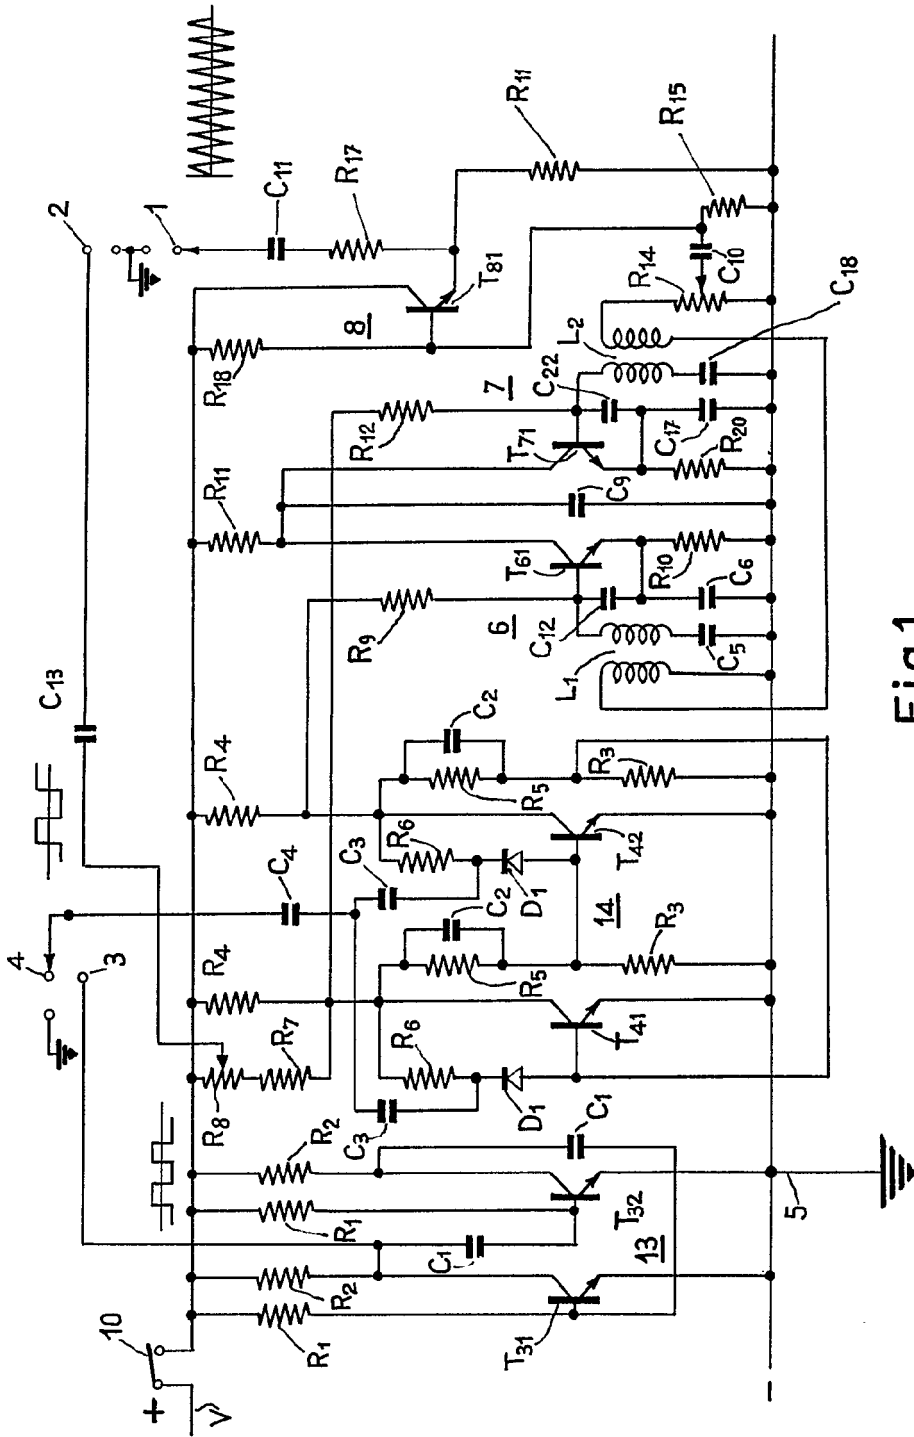 2
1
C11
R17
R11
R15
R18
8
T81
C10
R14
C18
L2
7
C22
R12
T71
C17
R20
R11
C9
T61
R10
C6
R9
6
C12
C5
L1
C13
R4
C2
R5
R3
R6
C3
D1
T42
C4
14
4
3
R4
C2
R5
R3
R7
R8
R6
C3
D1
T41
R2
R1
C1
T32
5
R2
R1
C1
13
T31
10
+
V
-
Fig.1